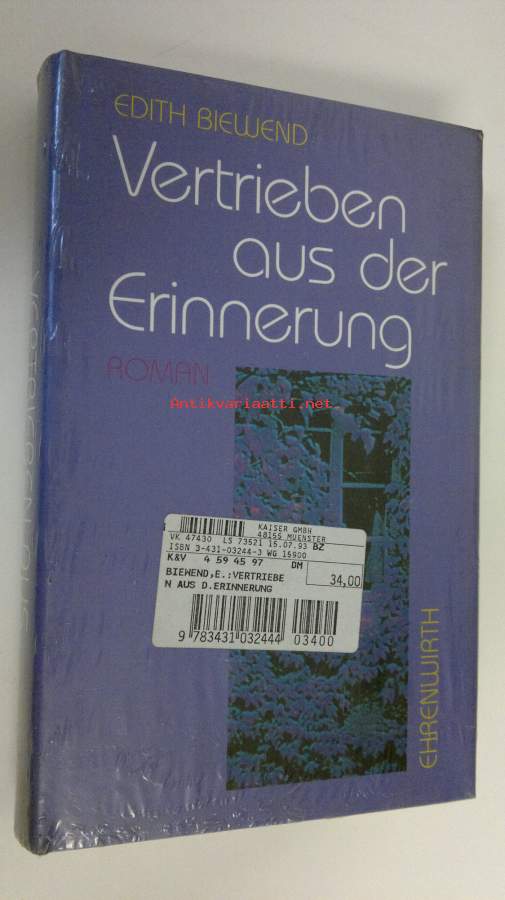 EDITH BIEWEND
Vertrieben
aus der
Erinnerung
ROMAN
Antikvariaatti.net
KAISER GMBH
48155 MUENSTER
VK 47430 LS 73521 15.07.93 BZ
ISBN 3-431-03244-3 WG 15900
K&V 4 59 45 97 DM 34,00
BIEWEND,E.:VERTRIEBE
N AUS D.ERINNERUNG
9 783431 032444 03400
EHRENWIRTH